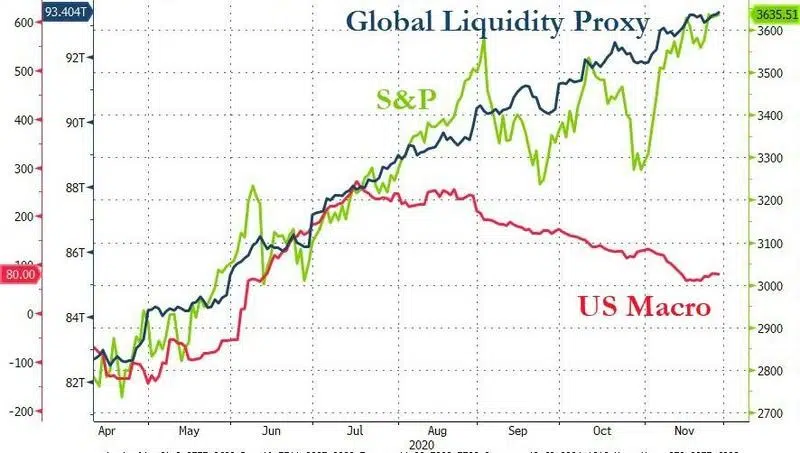 600
500
400
300
200
80.00
0
-100
-200
93.404T
92T
90T
88T
86T
84T
82T
Global Liquidity Proxy
S&P
US Macro
3635.51
3600
3500
3400
3300
3200
3100
3000
2900
2800
2700
Apr May Jun Jul Aug Sep Oct Nov
2020